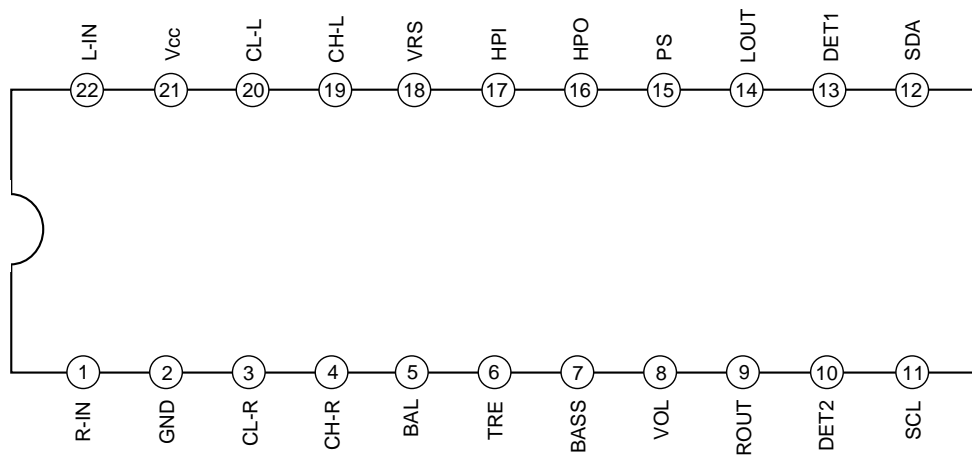 L-IN Vcc CL-L CH-L VRS HPI HPO PS LOUT DET1 SDA
22 21 20 19 18 17 16 15 14 13 12
1 2 3 4 5 6 7 8 9 10 11
R-IN GND CL-R CH-R BAL TRE BASS VOL ROUT DET2 SCL